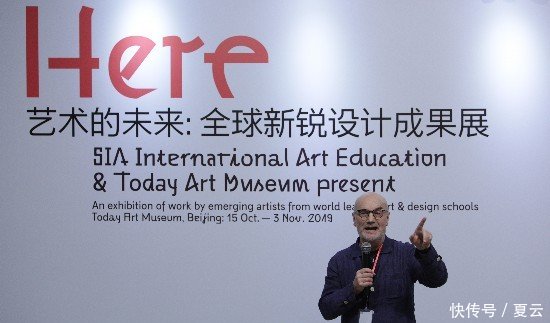 Here
艺术的未来: 全球新锐设计成果展
SIA International Art Education
& Today Art Museum present
An exhibition of work by emerging artists from world lea art & design schools
Today Art Museum, Beijing: 15 Oct. — 3 Nov. 2019
快传号 / 夏云